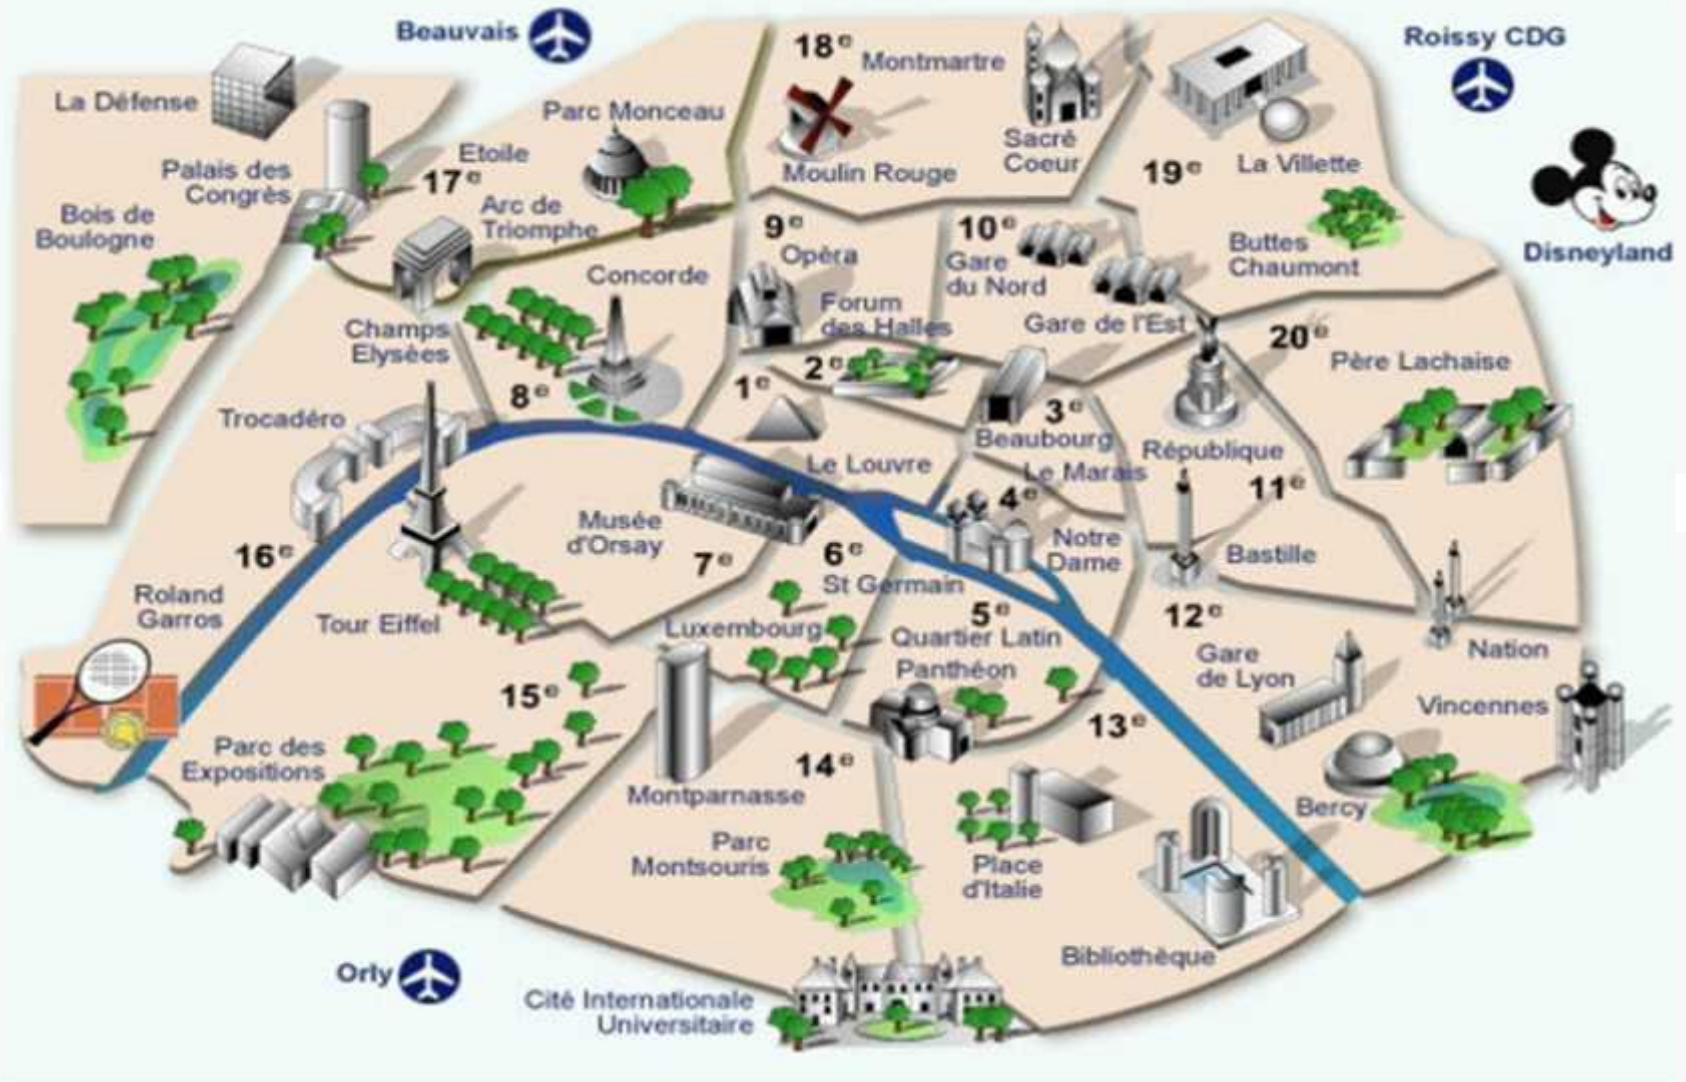 Beauvais
Roissy CDG
18e
Montmartre
La Défense
Parc Monceau
Sacré
Coeur
Etoile
Palais des
Congrès
17e
Moulin Rouge
19e
La Villette
Bois de
Boulogne
Arc de
Triomphe
9e
Opéra
10e
Gare
du Nord
Buttes
Chaumont
Disneyland
Concorde
Forum
des Halles
Gare de l'Est
Champs
Elysées
20e
Père Lachaise
8e
1e
2e
3e
Trocadéro
Beaubourg
République
Le Louvre
Le Marais
4e
11e
Musée
d'Orsay
7e
6e
St Germain
Notre
Dame
Bastille
16e
Roland
Garros
Tour Eiffel
Luxembourg
5e
Quartier Latin
Panthéon
12e
Gare
de Lyon
Nation
Vincennes
15e
13e
Parc des
Expositions
14e
Montparnasse
Bercy
Parc
Montsouris
Place
d'Italie
Bibliothèque
Orly
Cité Internationale
Universitaire